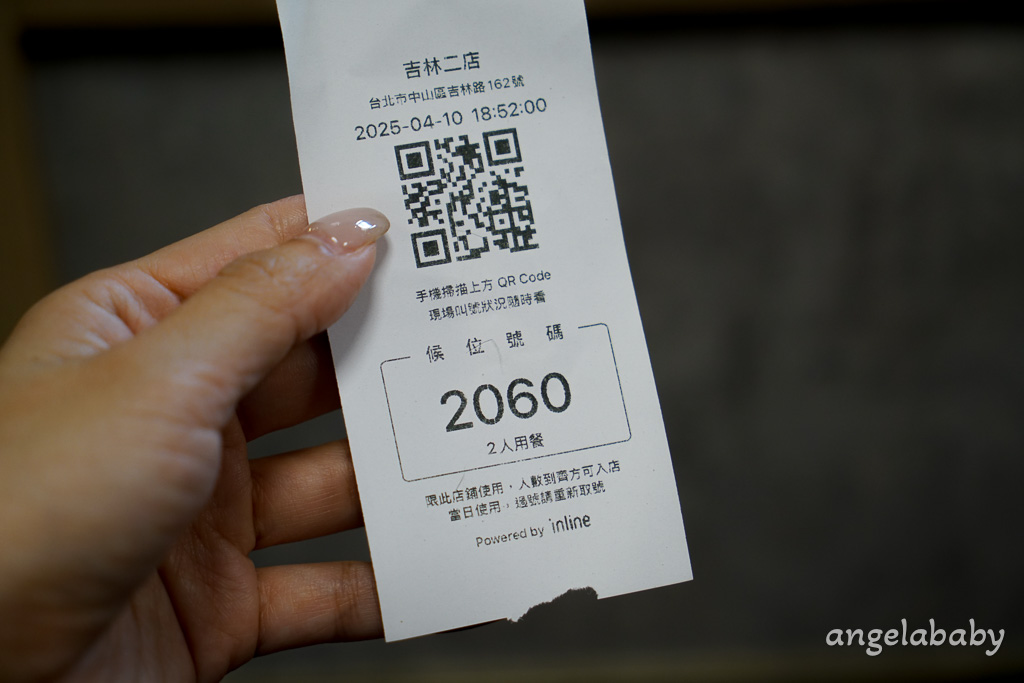 吉林二店
台北市中山區吉林路162號
2025-04-10 18:52:00
手機掃描上方 QR Code
現場叫號狀況隨時看
候位號碼
2060
2人用餐
限此店鋪使用，人數到齊方可入店
當日使用，過號請重新取號
Powered by inline
angelababy